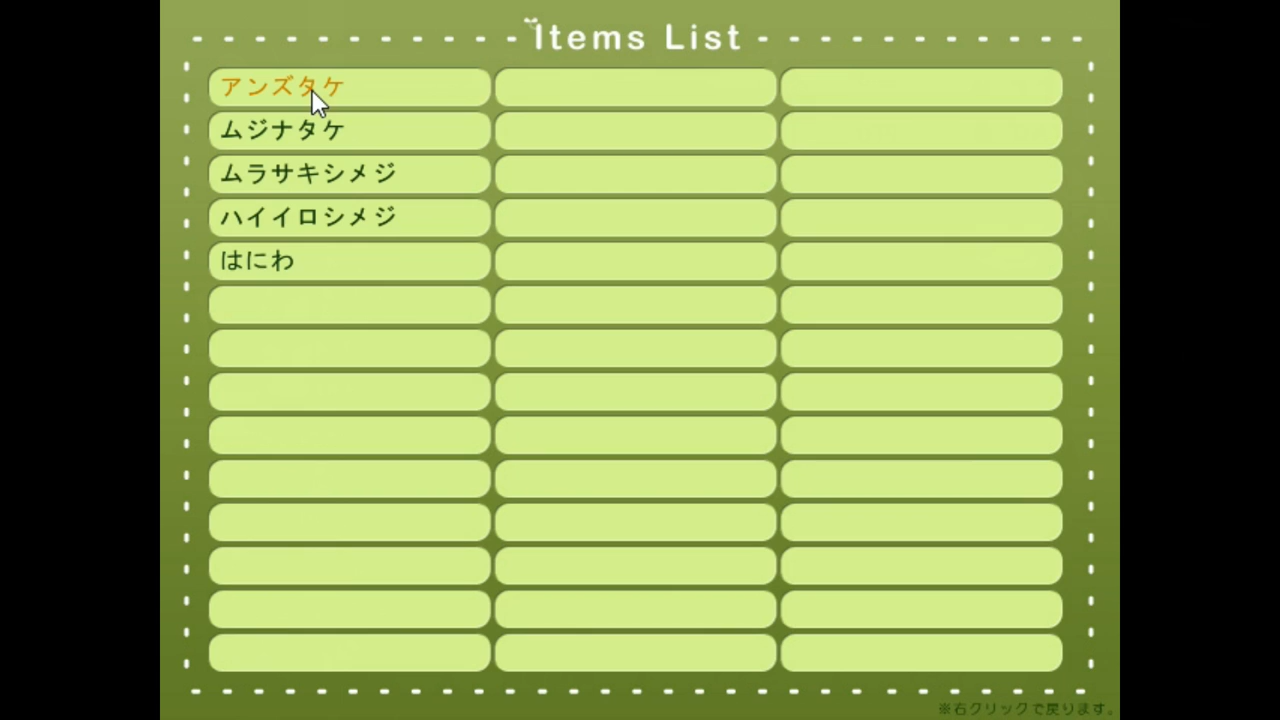 Items List
アンズタケ
ムジナタケ
ムラサキシメジ
ハイイロシメジ
はにわ
※右クリックで戻ります。